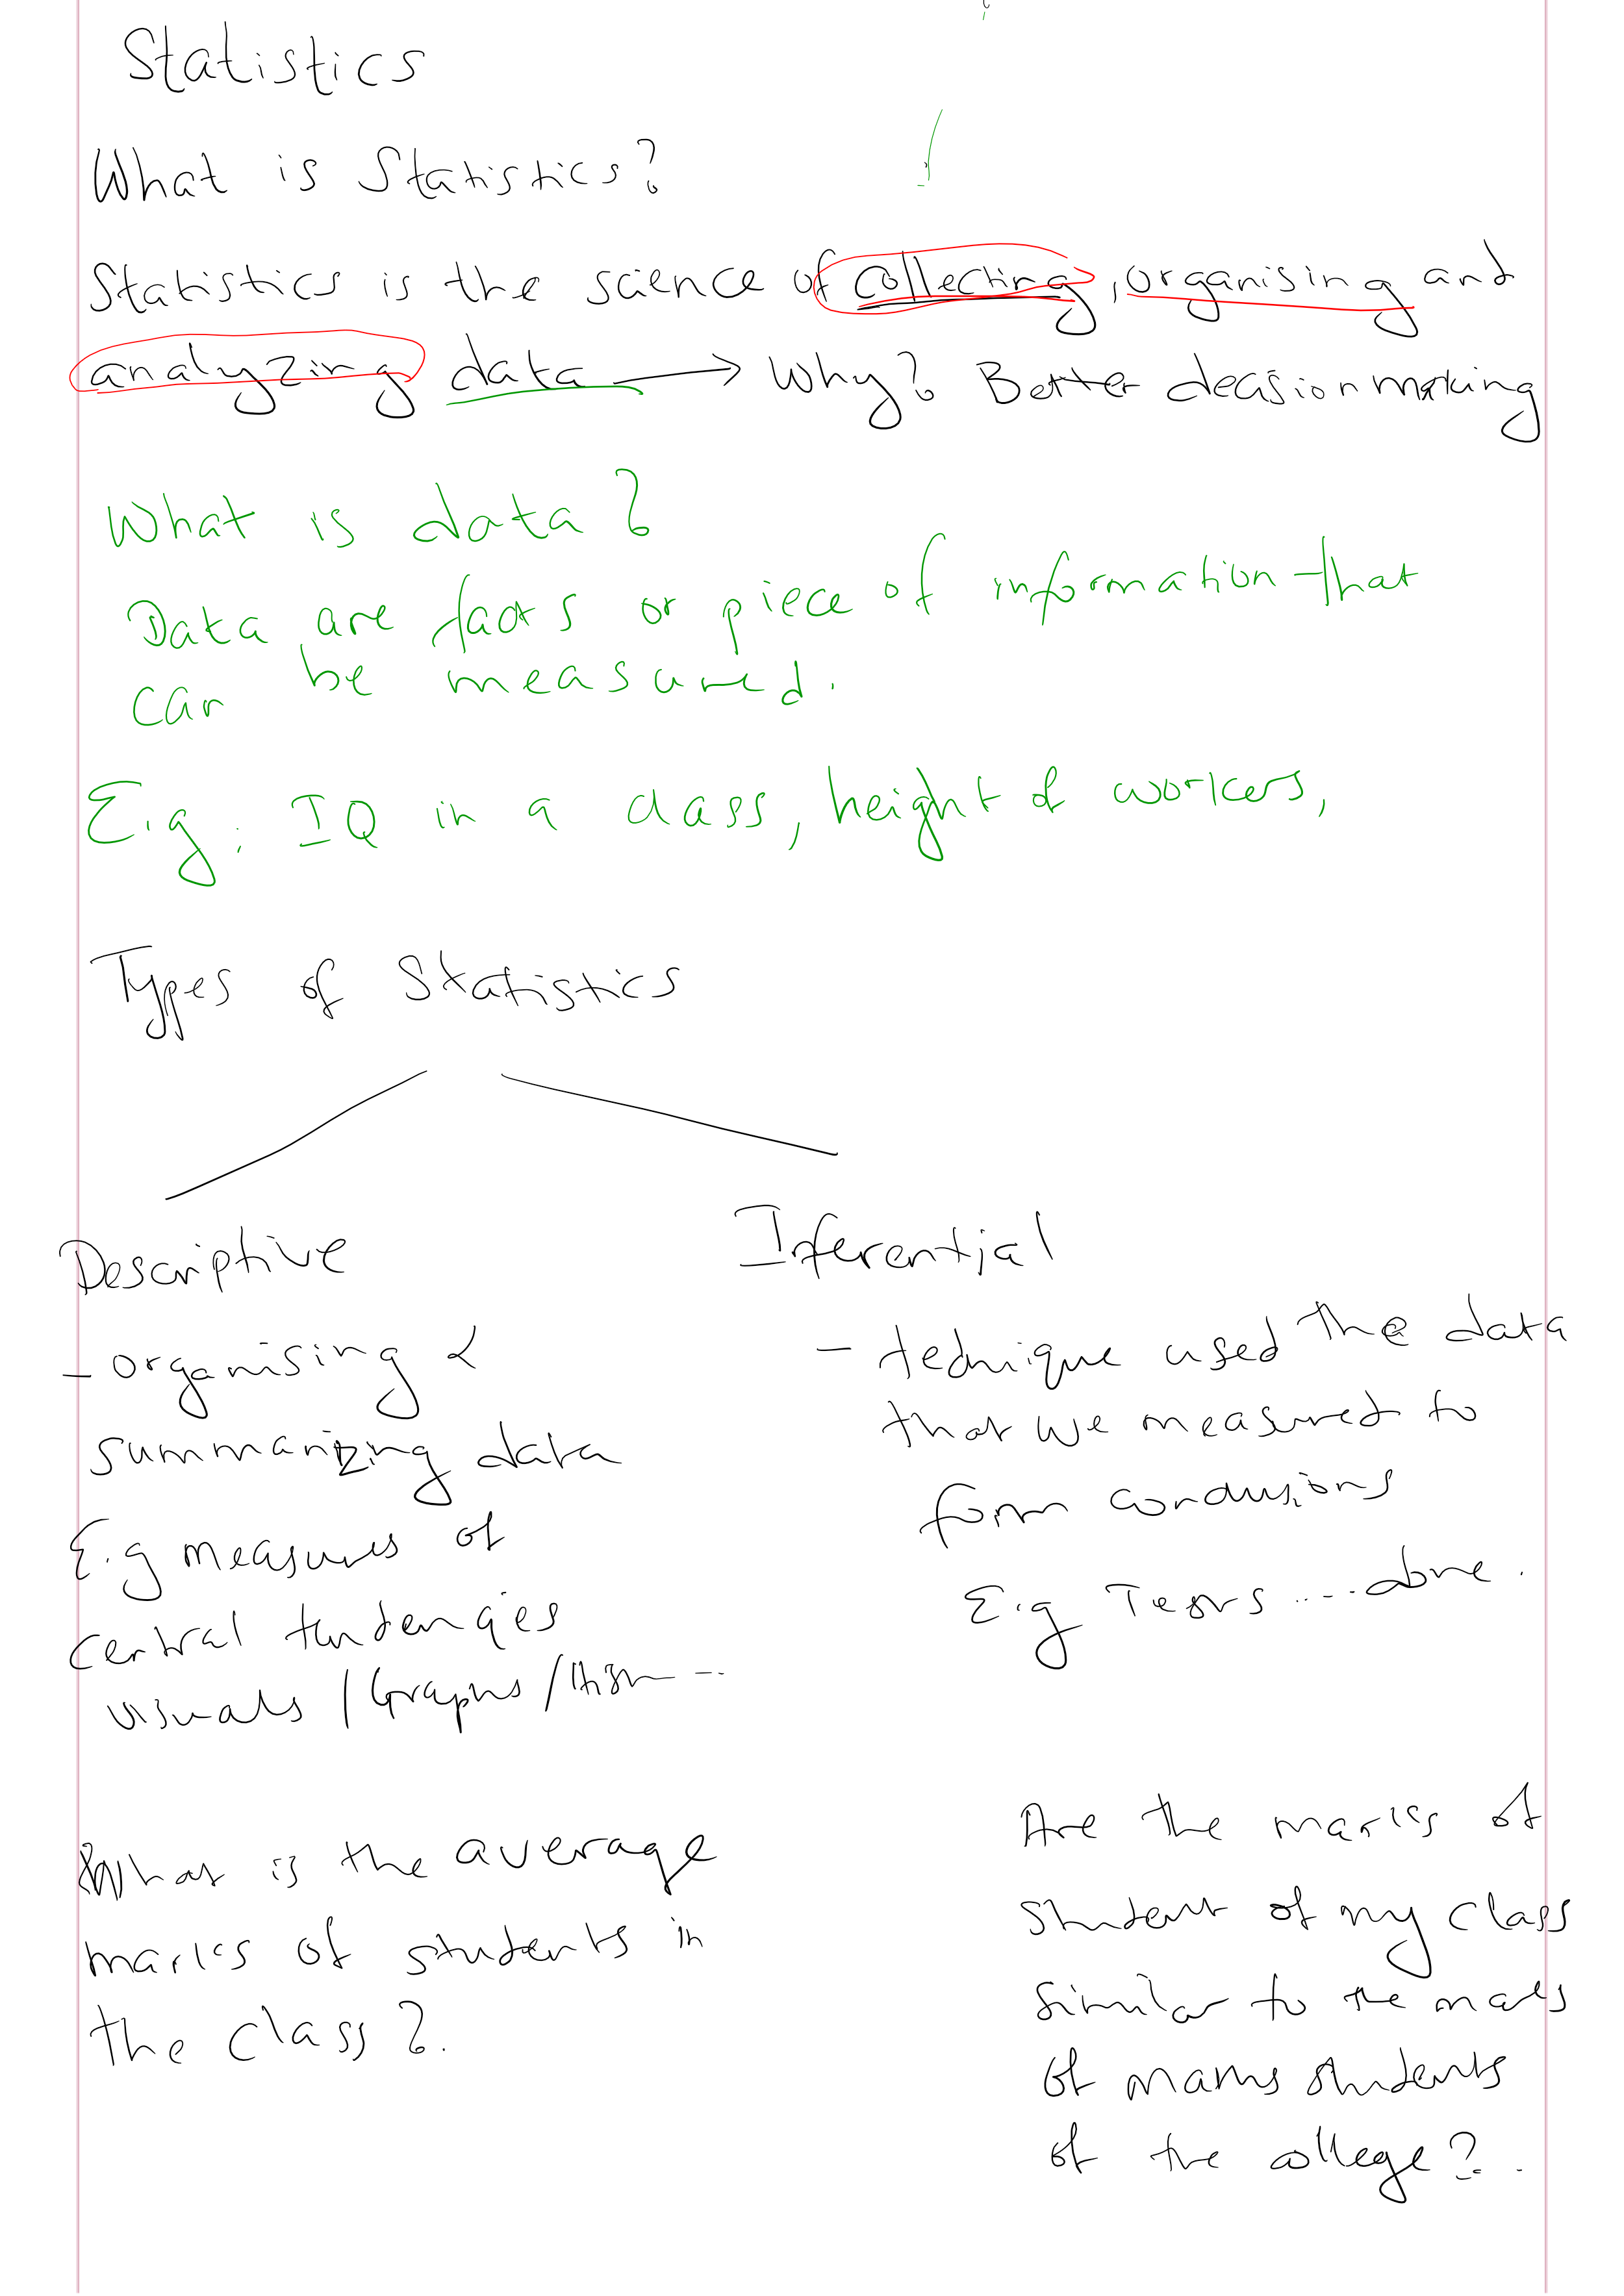 Statistics
What is Statistics?
Statistics is the science of collecting, organising and
analyzing data → Why? Better decision making
What is data?
Data are facts or piece of information that
can be measured.
E.g: IQ in a class, height of workers,
Types of Statistics
Descriptive
- organising &
summarizing data
E.g measures of
central tendencies
visuals / Graphs /
What is the average
marks of students in
the class?.
Inferential
- technique used the data
that we measured to
form conclusions
E.g Tests ....
Are the marks of
student of my class
similar to the marks
of students
of the college?.